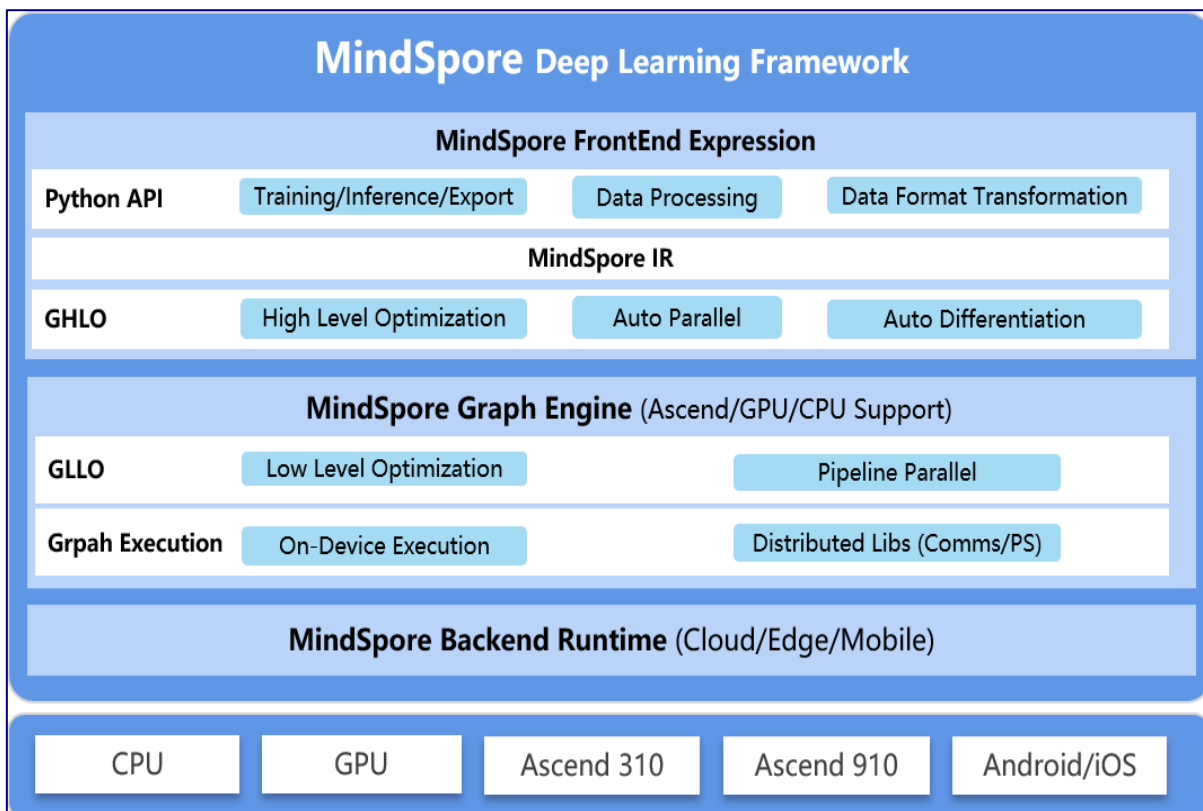 MindSpore Deep Learning Framework
MindSpore FrontEnd Expression
Python API Training/Inference/Export Data Processing Data Format Transformation
MindSpore IR
GHLO High Level Optimization Auto Parallel Auto Differentiation
MindSpore Graph Engine (Ascend/GPU/CPU Support)
GLLO Low Level Optimization Pipeline Parallel
Grpah Execution On-Device Execution Distributed Libs (Comms/PS)
MindSpore Backend Runtime (Cloud/Edge/Mobile)
CPU GPU Ascend 310 Ascend 910 Android/iOS